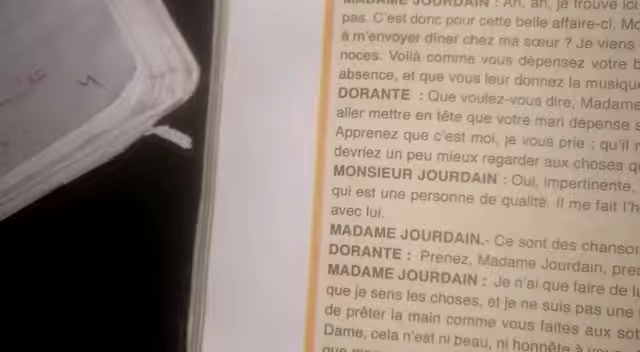 MADAME JOURDAIN : Ah, ah, je trouve ici
pas. C'est donc pour cette belle affaire-ci, Mo
à m'envoyer dîner chez ma sœur ? Je viens
noces. Voilà comme vous dépensez votre b
absence, et que vous leur donnez la musique
DORANTE : Que voulez-vous dire, Madame
aller mettre en tête que votre mari dépense s
Apprenez que c'est moi, je vous prie ; qu'il n
devriez un peu mieux regarder aux choses q
MONSIEUR JOURDAIN : Oui, impertinente,
qui est une personne de qualité. Il me fait l'h
avec lui.
MADAME JOURDAIN.- Ce sont des chanson
DORANTE : Prenez, Madame Jourdain, pre
MADAME JOURDAIN : Je n'ai que faire de lu
que je sens les choses, et je ne suis pas une
de prêter la main comme vous faites aux sot
Dame, cela n'est ni beau, ni honnête à vou
que